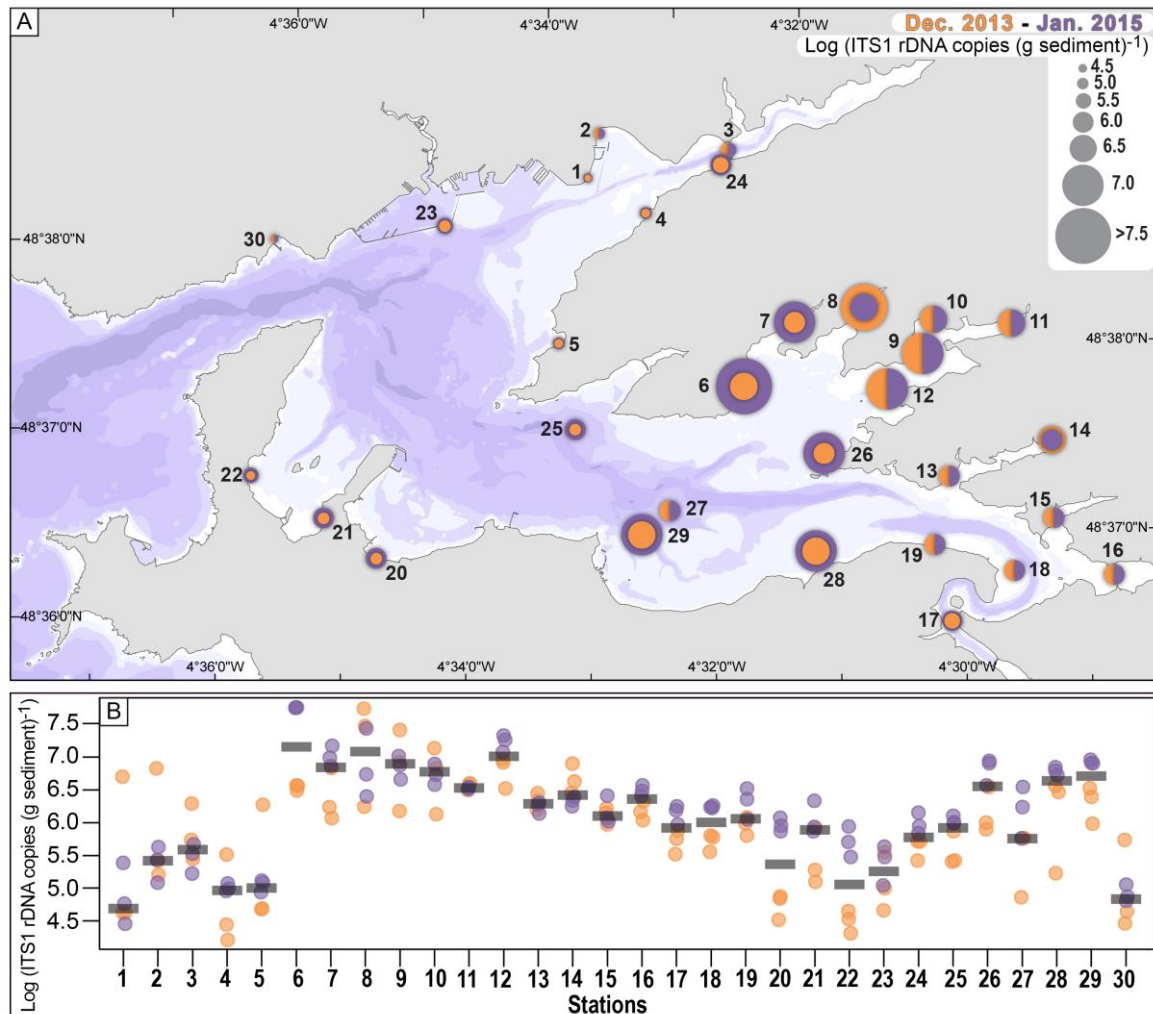 A
4°36'0"W 4°34'0"W 4°32'0"W
Dec. 2013 - Jan. 2015
Log (ITS1 rDNA copies (g sediment)-1)
4.5
5.0
5.5
6.0
6.5
7.0
>7.5
2 3
1 24
23 4
30
48°38'0"N
8 10
7 11
9
5
48°38'0"N
6 12
48°37'0"N
25 14
26
22 13
27 15
21 29 48°37'0"N
28 19
20 18 16
48°36'0"N 17
48°36'0"N
4°36'0"W 4°34'0"W 4°32'0"W 4°30'0"W
B
Log (ITS1 rDNA copies (g sediment)-1)
7.5
7.0
6.5
6.0
5.5
5.0
4.5
1 2 3 4 5 6 7 8 9 10 11 12 13 14 15 16 17 18 19 20 21 22 23 24 25 26 27 28 29 30
Stations